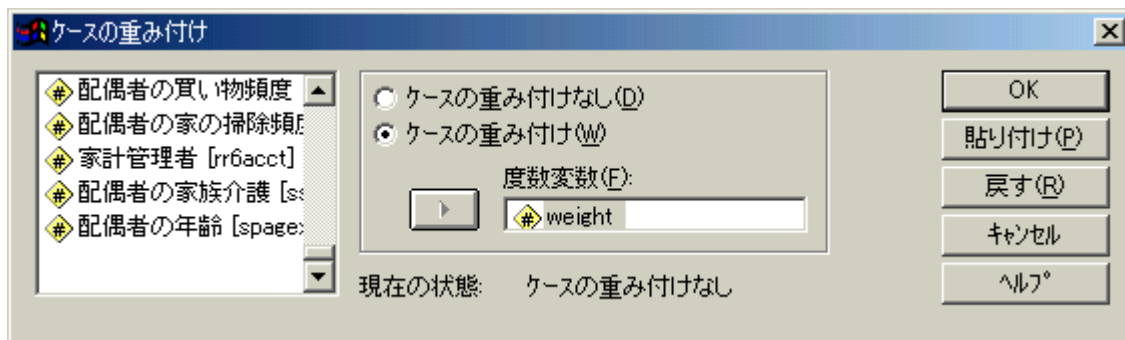 ケースの重み付け
配偶者の買い物頻度
配偶者の家の掃除頻度
家計管理者 [rr6acct]
配偶者の家族介護 [ss
配偶者の年齢 [spage
ケースの重み付けなし(D)
ケースの重み付け(W)
度数変数(F):
weight
現在の状態: ケースの重み付けなし
OK
貼り付け(P)
戻す(R)
キャンセル
ヘルプ